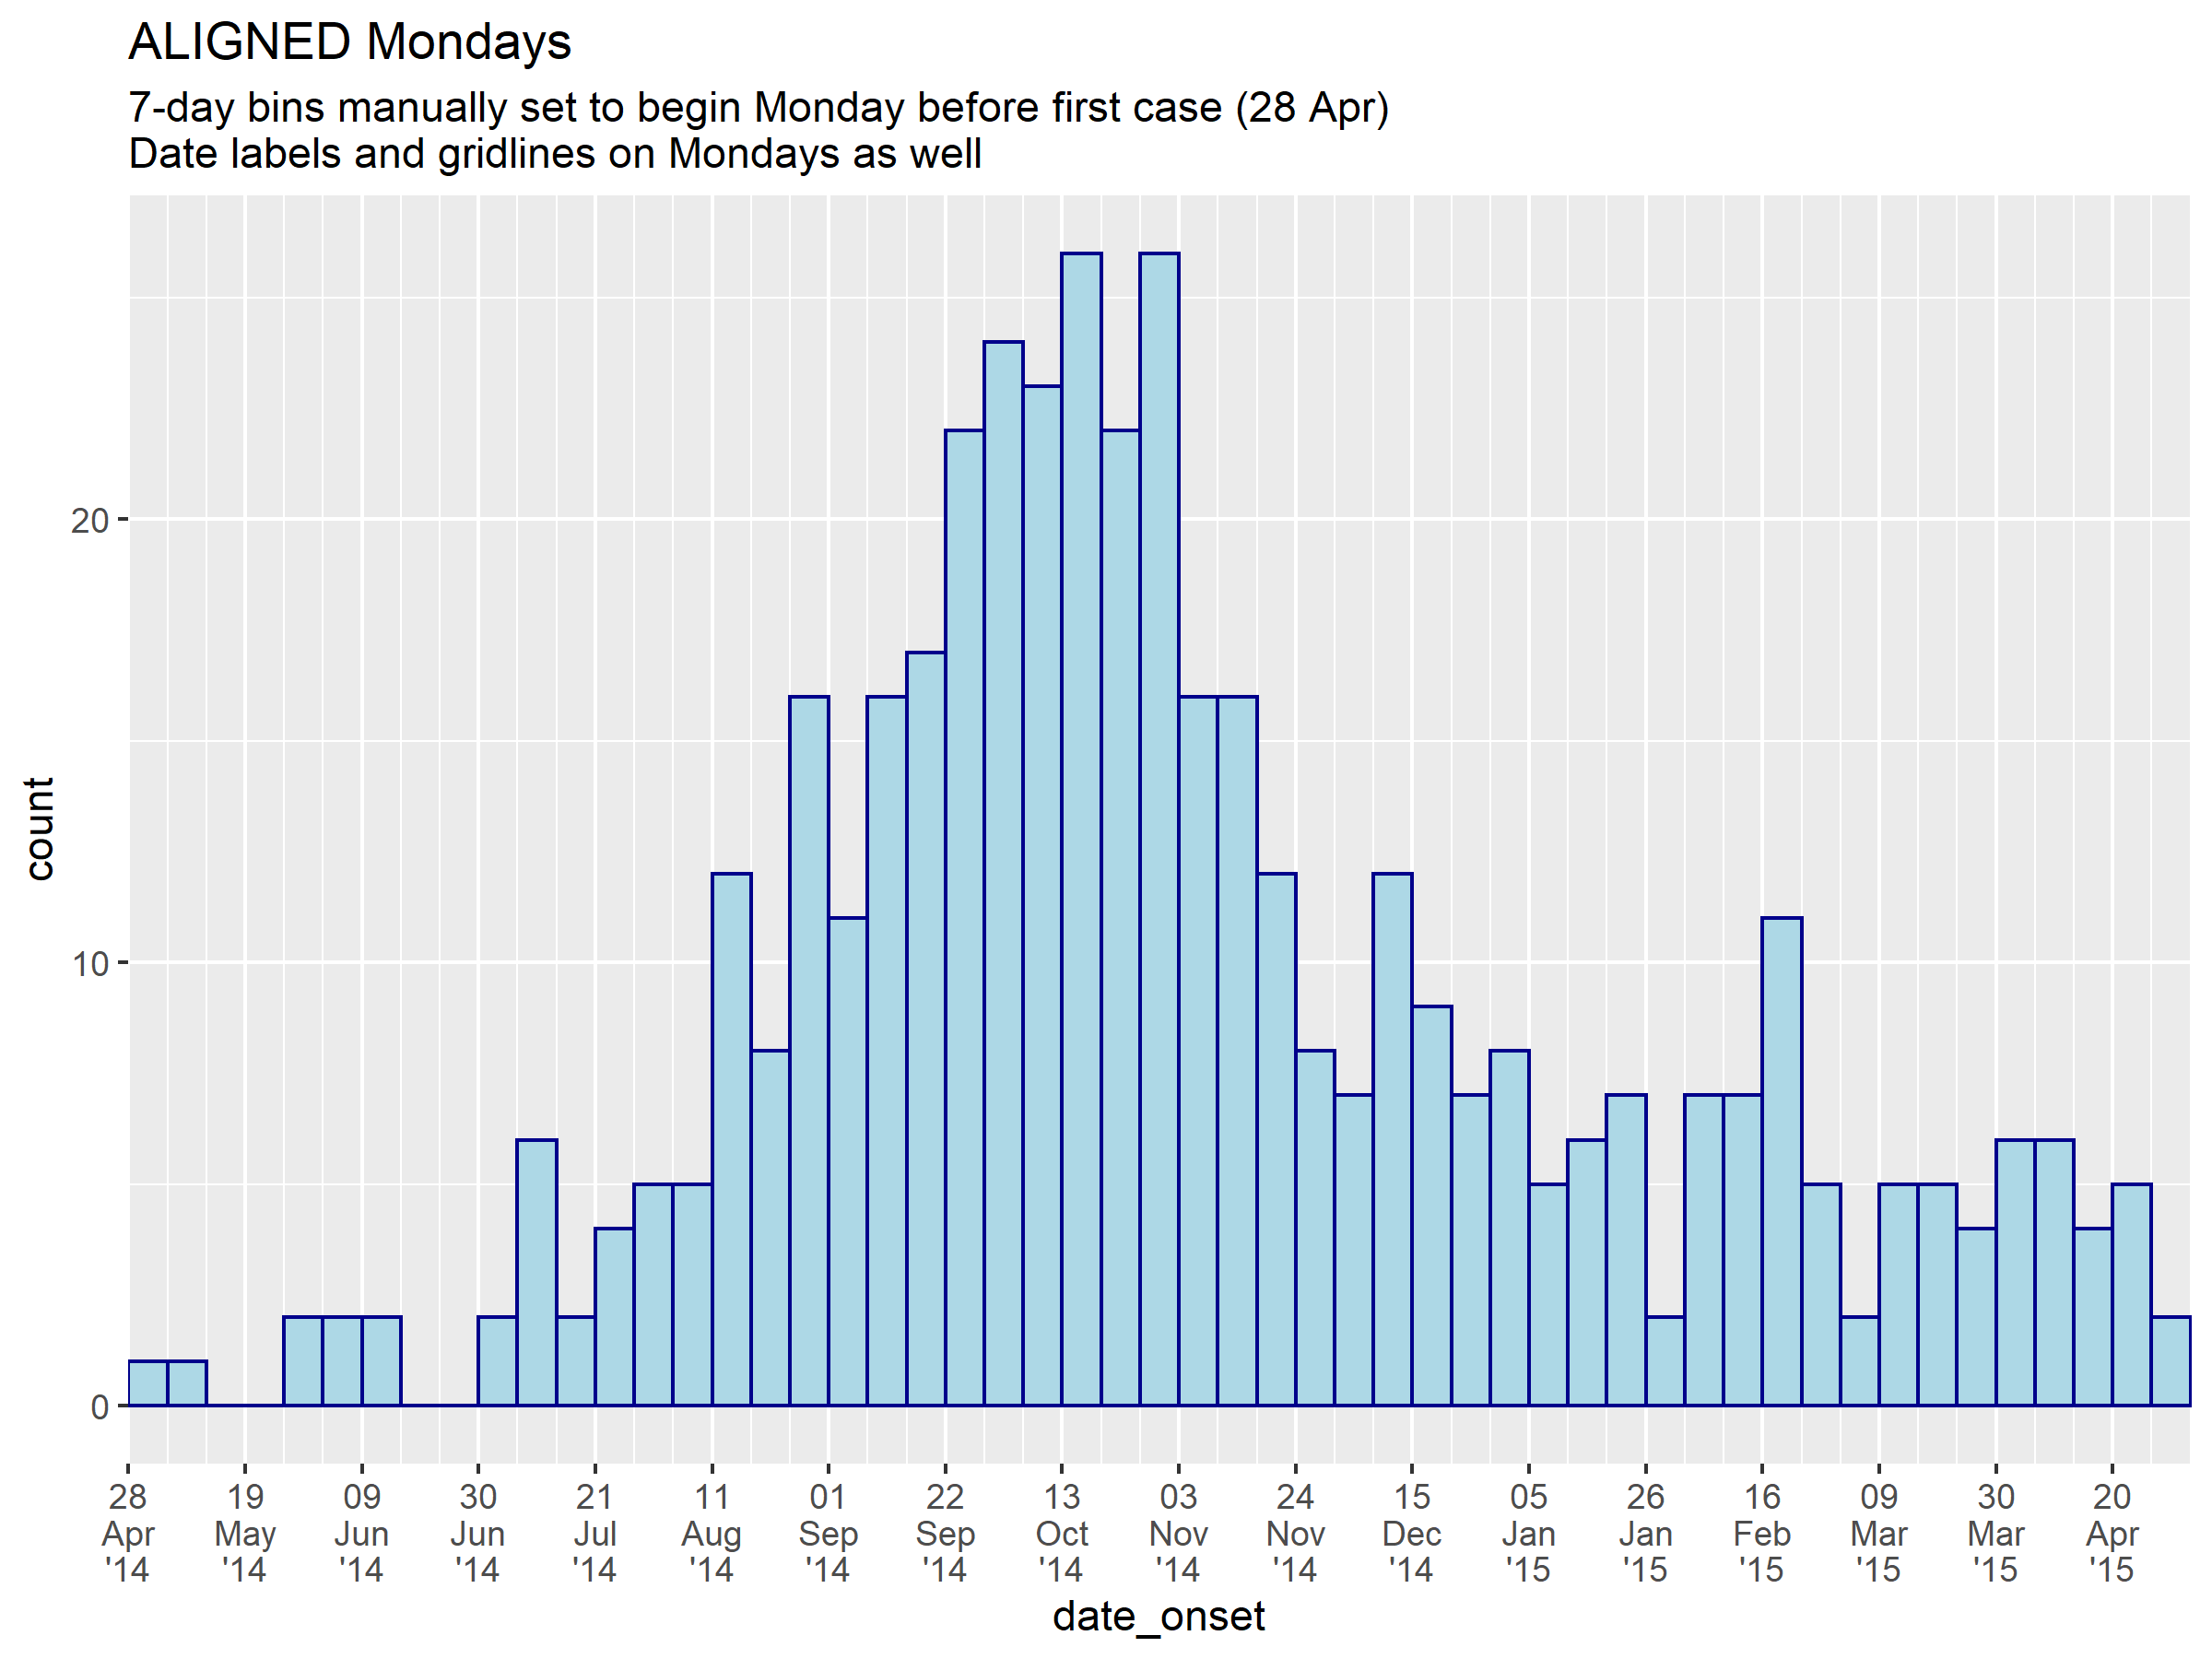 ALIGNED Mondays
7-day bins manually set to begin Monday before first case (28 Apr)
Date labels and gridlines on Mondays as well
count
20
10
0
28 19 09 30 21 11 01 22 13 03 24 15 05 26 16 09 30 20
Apr May Jun Jun Jul Aug Sep Sep Oct Nov Nov Dec Jan Jan Feb Mar Mar Apr
'14 '14 '14 '14 '14 '14 '14 '14 '14 '14 '14 '14 '15 '15 '15 '15 '15 '15
date_onset